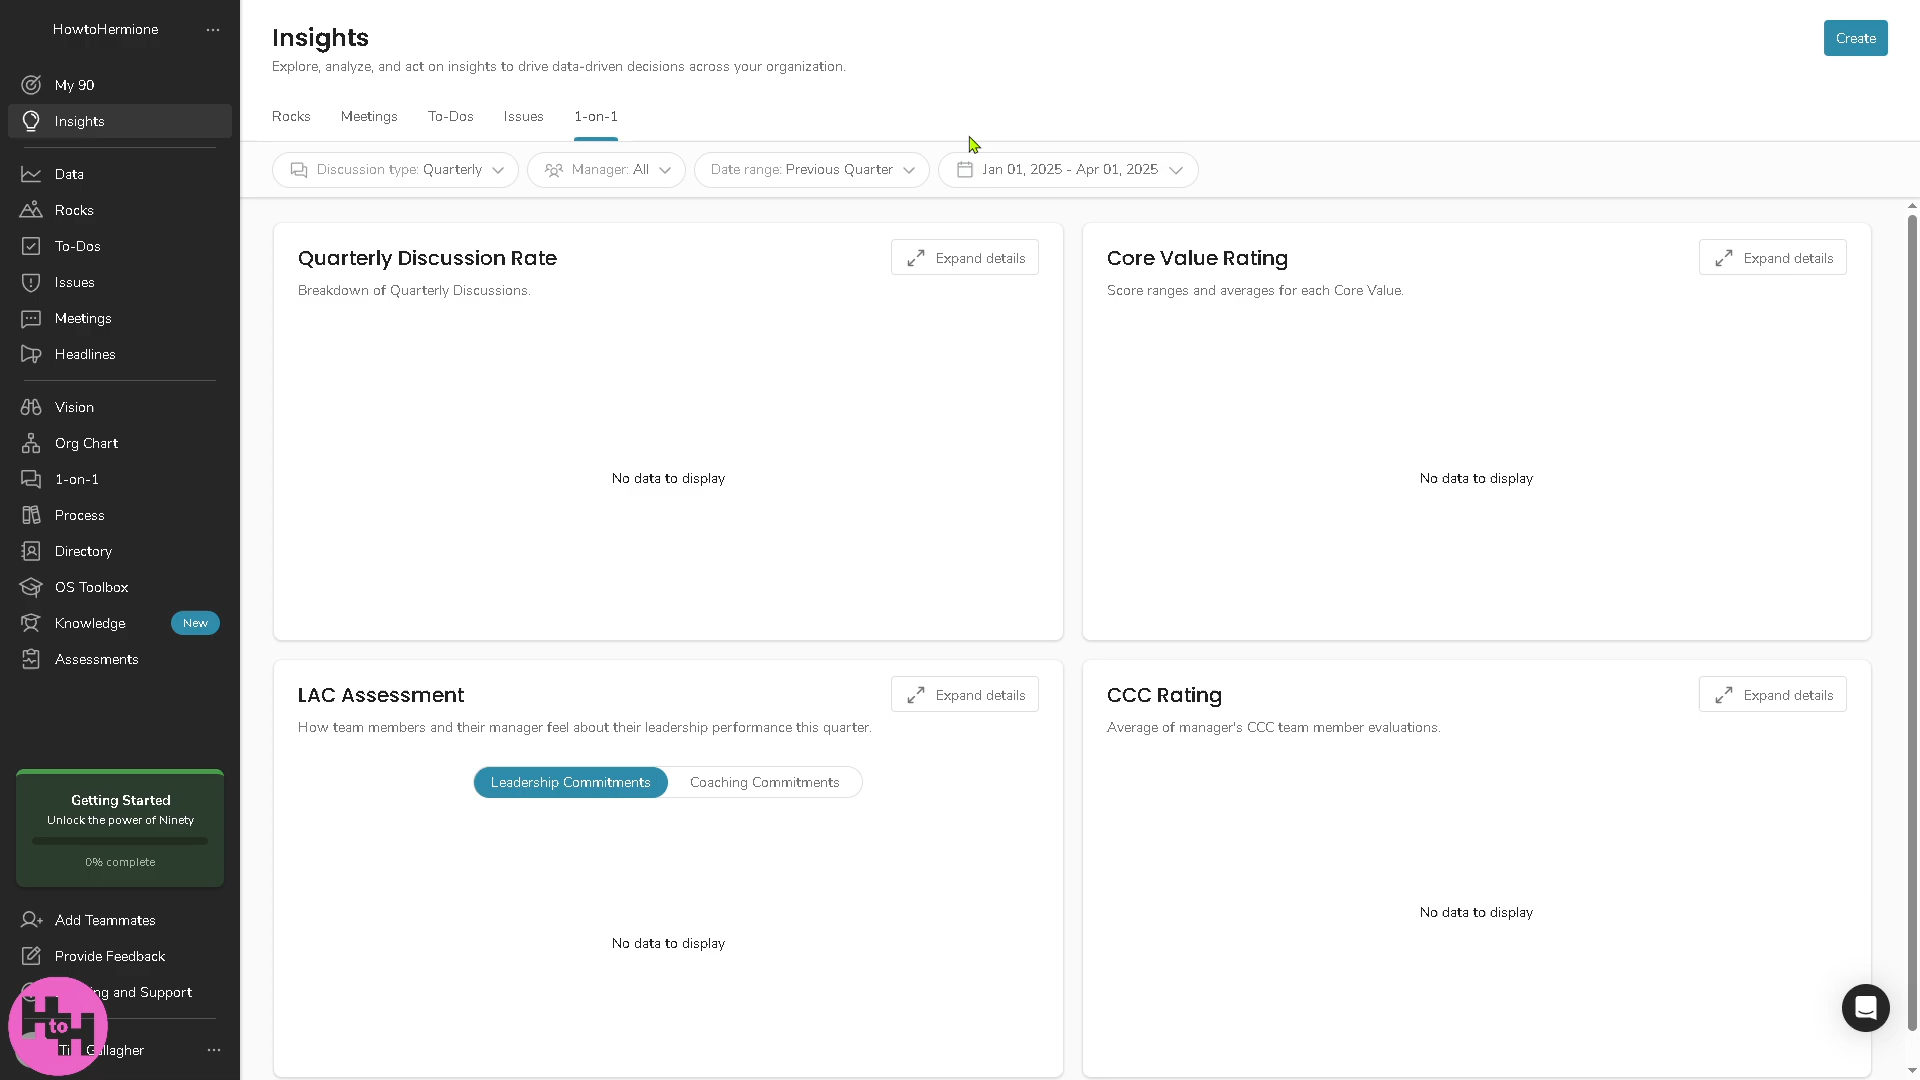 HowtoHermione
My 90
Insights
Data
Rocks
To-Dos
Issues
Meetings
Headlines
Vision
Org Chart
1-on-1
Process
Directory
OS Toolbox
Knowledge New
Assessments
Getting Started
Unlock the power of Ninety
0% complete
Add Teammates
Provide Feedback
and Support
HtoH
Gallagher
Insights
Create
Explore, analyze, and act on insights to drive data-driven decisions across your organization.
Rocks Meetings To-Dos Issues 1-on-1
Discussion type: Quarterly Manager: All Date range: Previous Quarter Jan 01, 2025 - Apr 01, 2025
Quarterly Discussion Rate Expand details
Breakdown of Quarterly Discussions.
No data to display
Core Value Rating Expand details
Score ranges and averages for each Core Value.
No data to display
LAC Assessment Expand details
How team members and their manager feel about their leadership performance this quarter.
Leadership Commitments Coaching Commitments
No data to display
CCC Rating Expand details
Average of manager's CCC team member evaluations.
No data to display